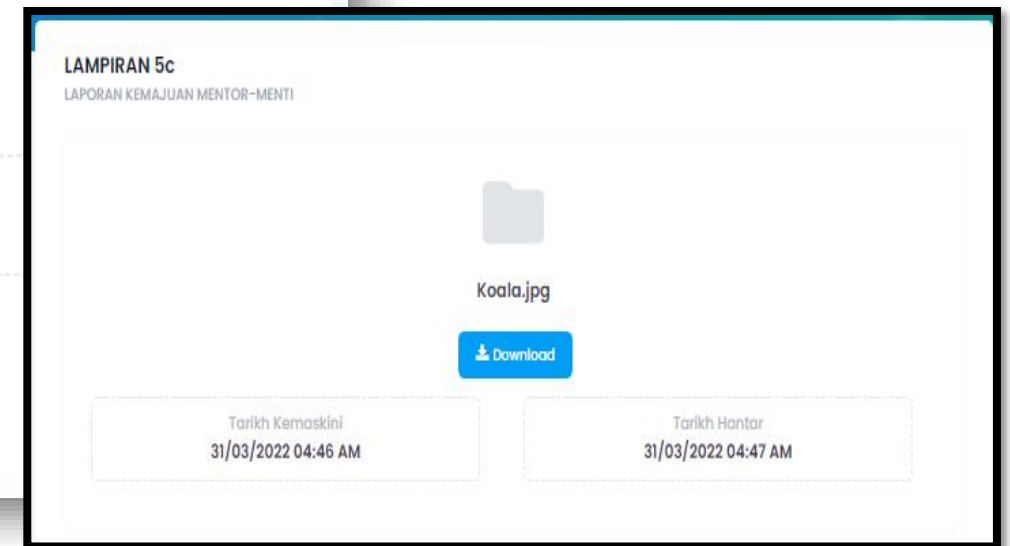 LAMPIRAN 5c
LAPORAN KEMAJUAN MENTOR-MENTI
Koala.jpg
Download
Tarikh Kemaskini
31/03/2022 04:46 AM
Tarikh Hantar
31/03/2022 04:47 AM